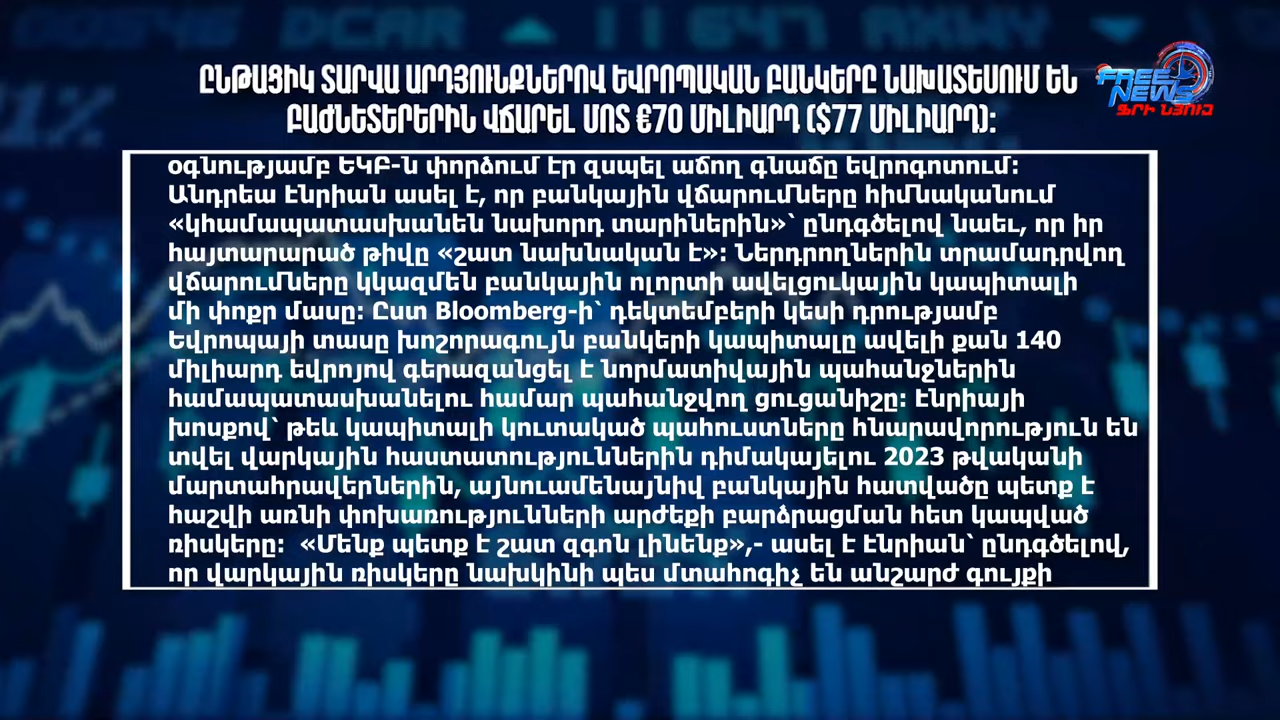 00546 DCAR 11647 AXWY
1%
ԸՆԹԱՑԻԿ ՏԱՐՎԱ ԱՐԴՅՈՒՆՔՆԵՐՈՎ ԵՎՐՈՊԱԿԱՆ ԲԱՆԿԵՐԸ ՆԱԽԱՏԵՍՈՒՄ ԵՆ
ԲԱԺՆԵՏԵՐԵՐԻՆ ՎՃԱՐԵԼ ՄՈՏ €70 ՄԻԼԻԱՐԴ ($77 ՄԻԼԻԱՐԴ):
FREE
NEWS
ՖՐԻ ՆՅՈՒԶ
օգնությամբ ԵԿԲ-ն փորձում էր զսպել աճող գնաճը եվրոգոտում:
Անդրեա Էնրիան ասել է, որ բանկային վճարումները հիմնականում
«կհամապատասխանեն նախորդ տարիներին»` ընդգծելով նաեւ, որ իր
հայտարարած թիվը «շատ նախնական է»: Ներդրողներին տրամադրվող
վճարումները կկազմեն բանկային ոլորտի ավելցուկային կապիտալի
մի փոքր մասը: Ըստ Bloomberg-ի` դեկտեմբերի կեսի դրությամբ
Եվրոպայի տասը խոշորագույն բանկերի կապիտալը ավելի քան 140
միլիարդ եվրոյով գերազանցել է նորմատիվային պահանջներին
համապատասխանելու համար պահանջվող ցուցանիշը: Էնրիայի
խոսքով` թեև կապիտալի կուտակած պահուստները հնարավորություն են
տվել վարկային հաստատություններին դիմակայելու 2023 թվականի
մարտահրավերներին, այնուամենայնիվ բանկային հատվածը պետք է
հաշվի առնի փոխառությունների արժեքի բարձրացման հետ կապված
ռիսկերը:  «Մենք պետք է շատ զգոն լինենք»,- ասել է Էնրիան` ընդգծելով,
որ վարկային ռիսկերը նախկինի պես մտահոգիչ են անշարժ գույքի